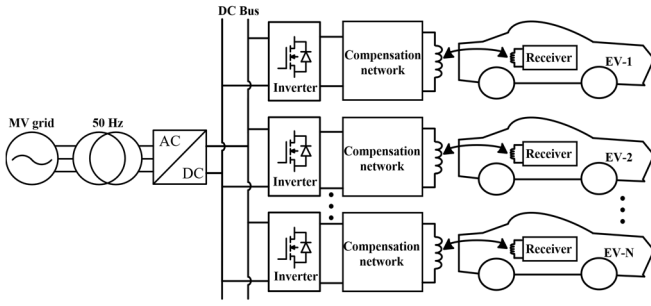 DC Bus
MV grid
50 Hz
AC
DC
Inverter
Compensation
network
Receiver
EV-1
Inverter
Compensation
network
Receiver
EV-2
Inverter
Compensation
network
Receiver
EV-N